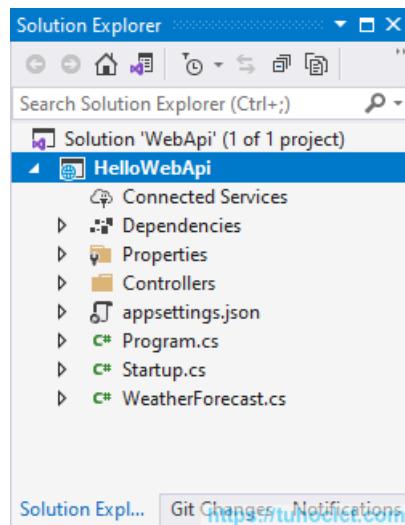 Solution Explorer
Search Solution Explorer (Ctrl+;)
Solution 'WebApi' (1 of 1 project)
HelloWebApi
Connected Services
Dependencies
Properties
Controllers
appsettings.json
C# Program.cs
C# Startup.cs
C# WeatherForecast.cs
Solution Expl... Git Changes Notifications
https://tuhocict.com